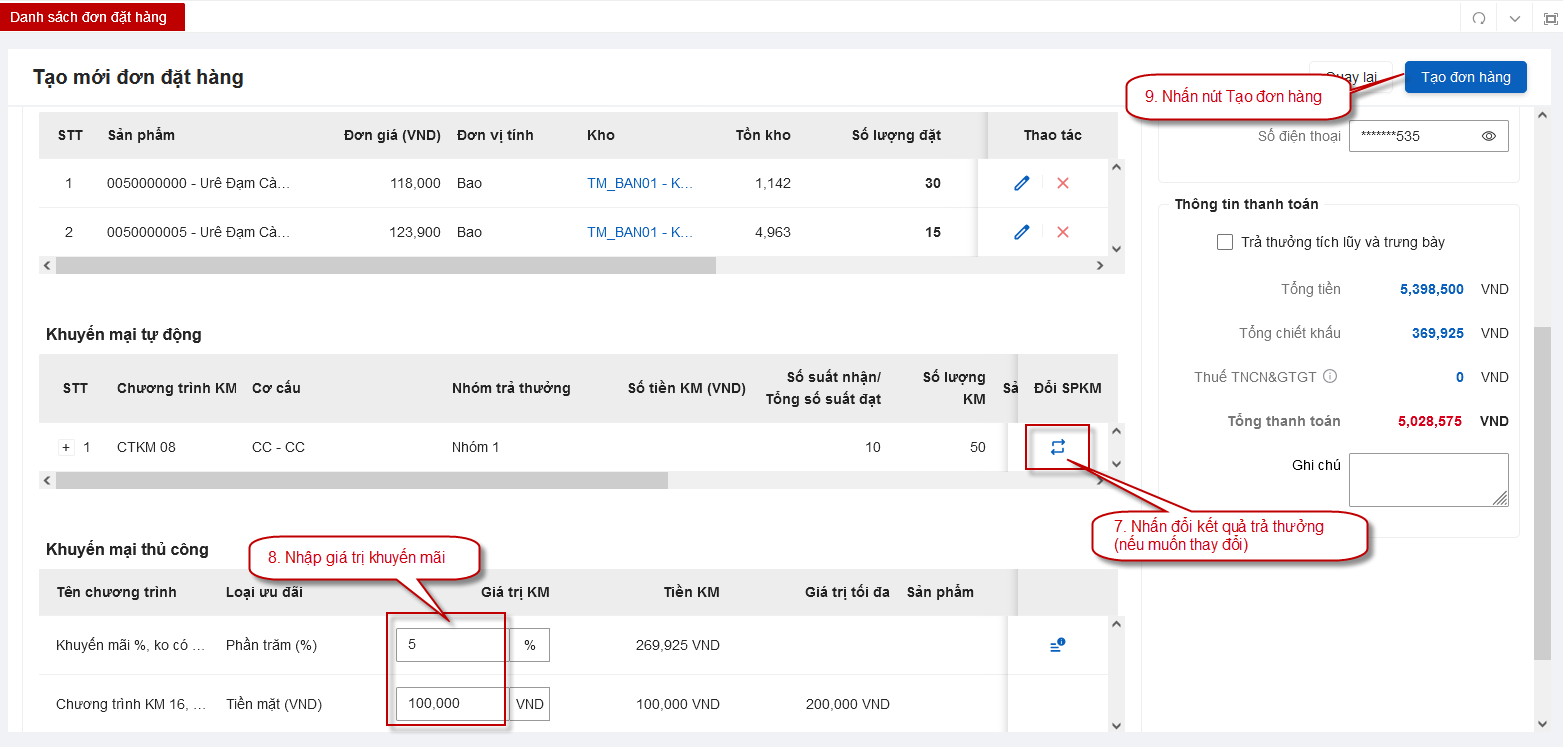 Danh sách đơn đặt hàng
Tạo mới đơn đặt hàng
Quay lại
Tạo đơn hàng
9. Nhấn nút Tạo đơn hàng
STT Sản phẩm Đơn giá (VND) Đơn vị tính Kho Tồn kho Số lượng đặt Thao tác
1 0050000000 - Urê Đạm Cà... 118,000 Bao TM_BAN01 - K... 1,142 30
2 0050000005 - Urê Đạm Cà... 123,900 Bao TM_BAN01 - K... 4,963 15
Số điện thoại *******535
Thông tin thanh toán
Trả thưởng tích lũy và trưng bày
Tổng tiền 5,398,500 VND
Tổng chiết khấu 369,925 VND
Thuế TNCN&GTGT 0 VND
Tổng thanh toán 5,028,575 VND
Ghi chú
Khuyến mại tự động
STT Chương trình KM Cơ cấu Nhóm trả thưởng Số tiền KM (VND) Số suất nhận/ Số lượng Sả Đổi SPKM
Tổng số suất đạt KM
+ 1 CTKM 08 CC - CC Nhóm 1 10 50
7. Nhấn đổi kết quả trả thưởng
(nếu muốn thay đổi)
Khuyến mại thủ công
8. Nhập giá trị khuyến mãi
Tên chương trình Loại ưu đãi Giá trị KM Tiền KM Giá trị tối đa Sản phẩm
Khuyến mãi %, ko có ... Phần trăm (%) 5 % 269,925 VND
Chương trình KM 16, ... Tiền mặt (VND) 100,000 VND 100,000 VND 200,000 VND